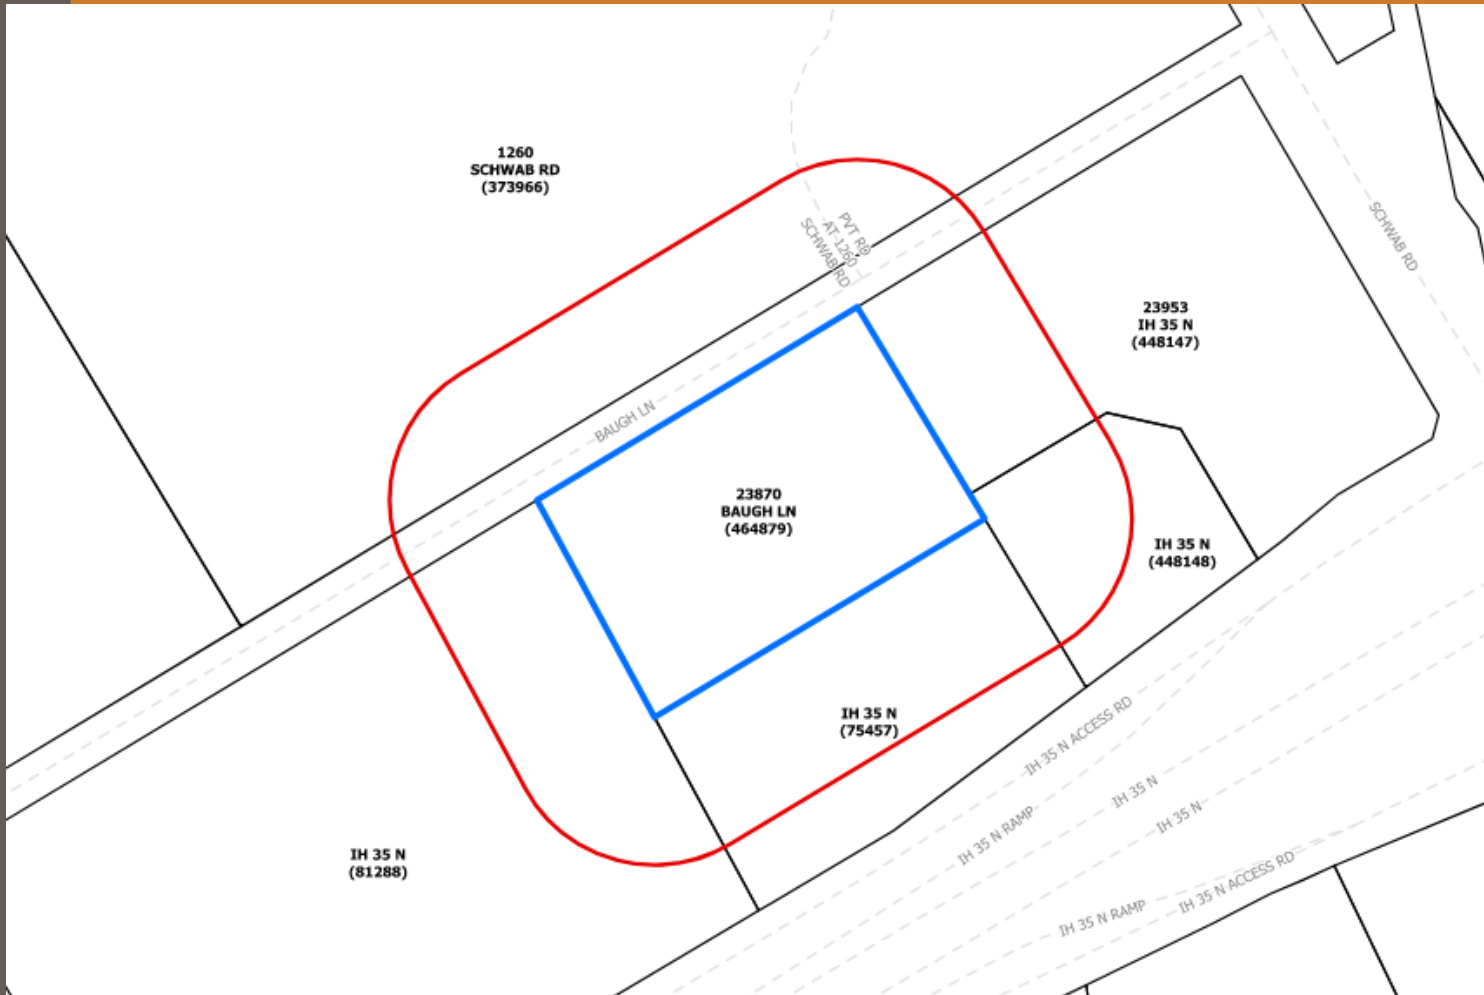 1260
SCHWAB RD
(373966)
PVT RD
AT-1260
SCHWAB RD
SCHWAB RD
23953
IH 35 N
(448147)
BAUGH LN
23870
BAUGH LN
(464879)
IH 35 N
(448148)
IH 35 N
(75457)
IH 35 N ACCESS RD
IH 35 N
IH 35 N
IH 35 N RAMP
IH 35 N
(81288)
IH 35 N ACCESS RD
IH 35 N RAMP